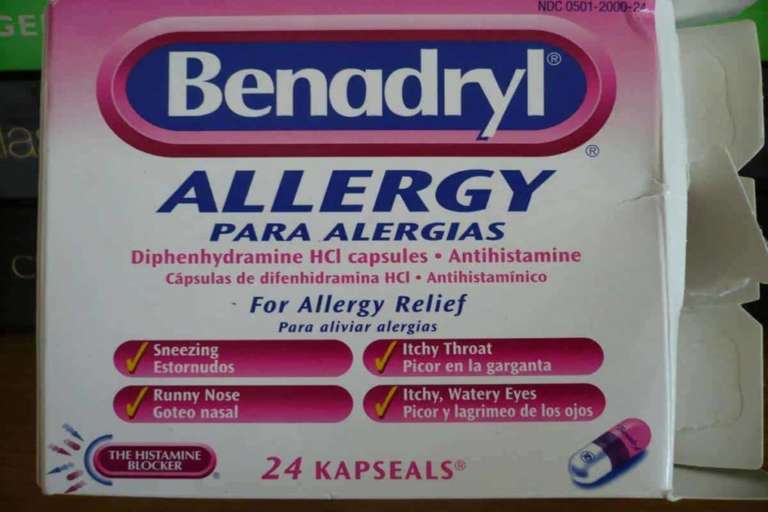 NDC 0501-2000-24
GE
Benadryl®
®
ALLERGY
PARA ALERGIAS
Diphenhydramine HCl capsules • Antihistamine
Cápsulas de difenhidramina HCl • Antihistamínico
For Allergy Relief
Para aliviar alergias
Sneezing
Estornudos
Itchy Throat
Picor en la garganta
Runny Nose
Goteo nasal
Itchy, Watery Eyes
Picor y lagrimeo de los ojos
THE HISTAMINE
BLOCKER
24 KAPSEALS®
Benadryl